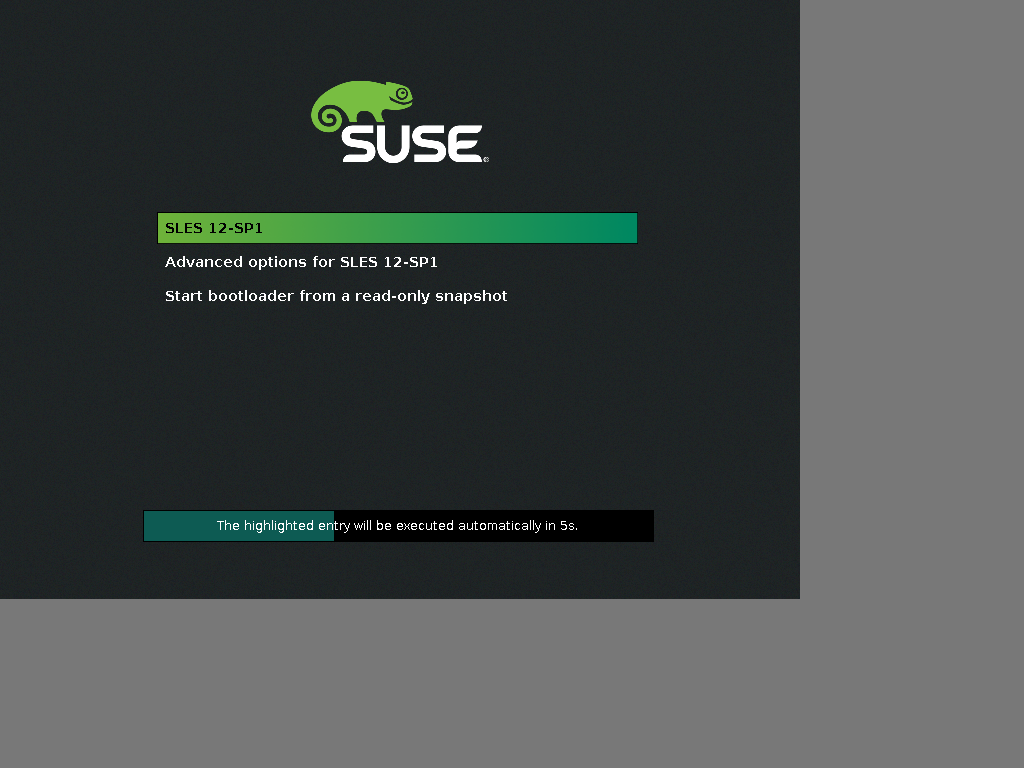 SUSE®
SLES 12-SP1
Advanced options for SLES 12-SP1
Start bootloader from a read-only snapshot
The highlighted entry will be executed automatically in 5s.